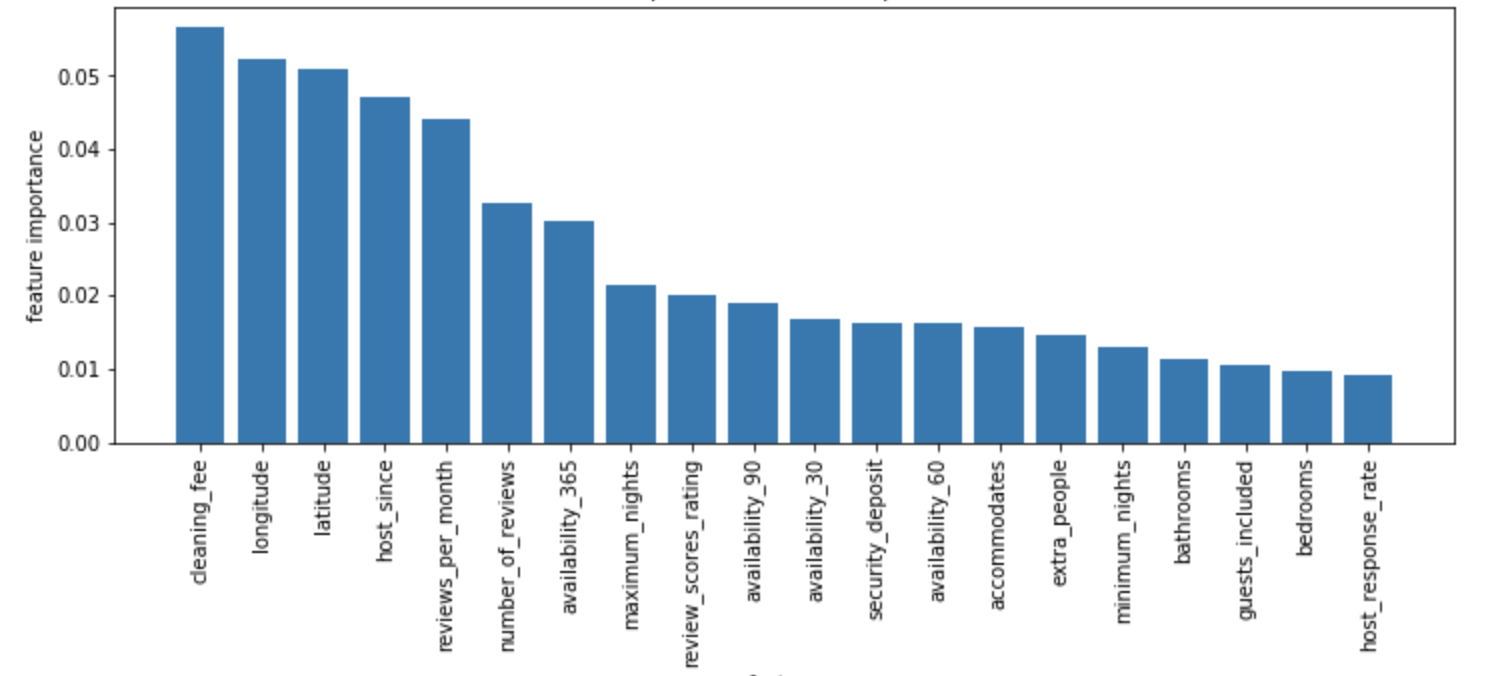 feature importance
0.05
0.04
0.03
0.02
0.01
0.00
cleaning_fee
longitude
latitude
host_since
reviews_per_month
number_of_reviews
availability_365
maximum_nights
review_scores_rating
availability_90
availability_30
security_deposit
availability_60
accommodates
extra_people
minimum_nights
bathrooms
guests_included
bedrooms
host_response_rate